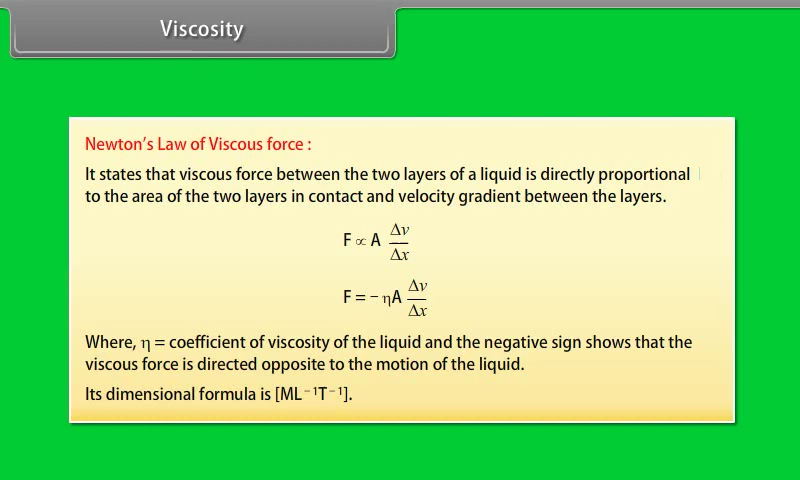 Viscosity
Newton's Law of Viscous force :
It states that viscous force between the two layers of a liquid is directly proportional
to the area of the two layers in contact and velocity gradient between the layers.
F ∝ A Δv/Δx
F = − ηA Δv/Δx
Where, η = coefficient of viscosity of the liquid and the negative sign shows that the
viscous force is directed opposite to the motion of the liquid.
Its dimensional formula is [ML⁻¹T⁻¹].